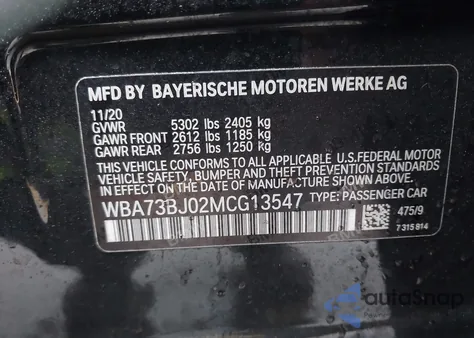 MFD BY BAYERISCHE MOTOREN WERKE AG
11/20
GVWR 5302 lbs 2405 kg
GAWR FRONT 2612 lbs 1185 kg
GAWR REAR 2756 lbs 1250 kg
THIS VEHICLE CONFORMS TO ALL APPLICABLE U.S.FEDERAL MOTOR
VEHICLE SAFETY, BUMPER AND THEFT PREVENTION STANDARDS
IN EFFECT ON THE DATE OF MANUFACTURE SHOWN ABOVE.
WBA73BJ02MCG13547 TYPE: PASSENGER CAR
475/9
7 315 814
autoSnap